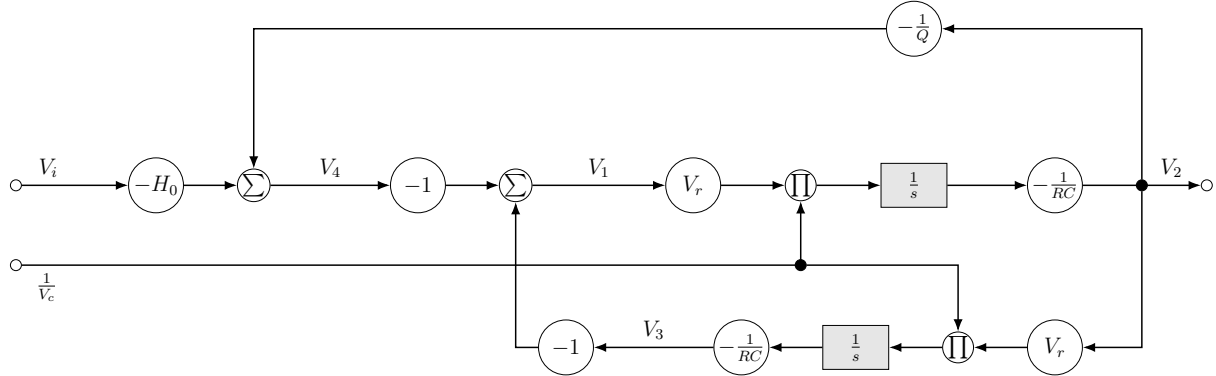 −1/Q
V_i
−H_0
∑
V_4
−1
∑
V_1
V_r
∏
1/s
−1/RC
V_2
1/V_c
−1
V_3
−1/RC
1/s
∏
V_r